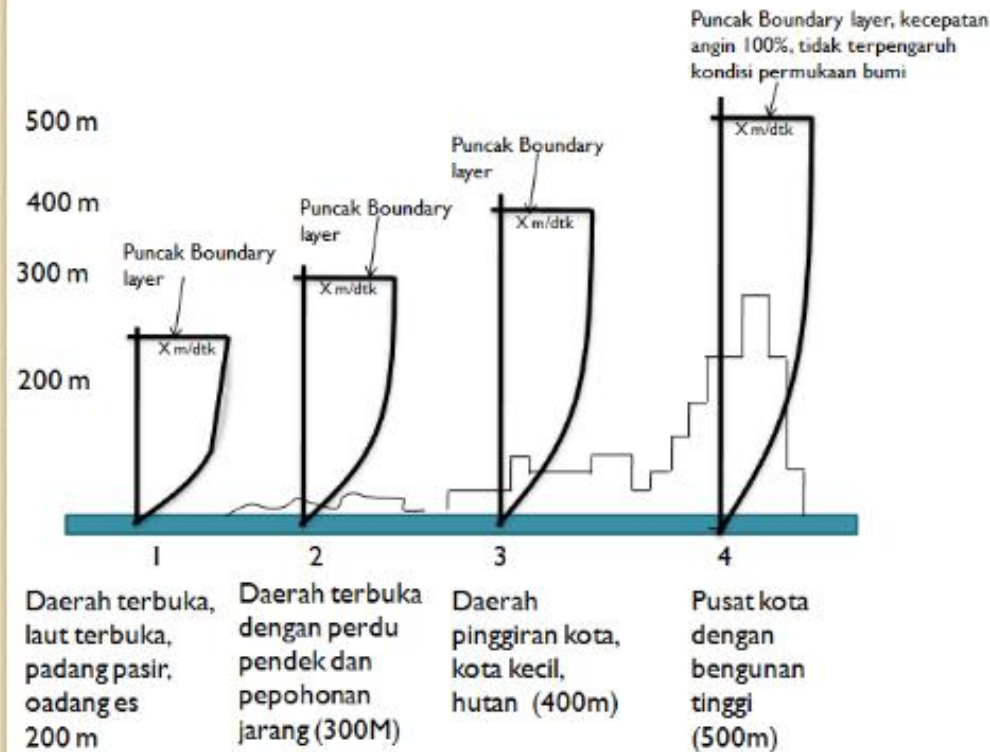 Puncak Boundary layer, kecepatan
angin 100%, tidak terpengaruh
kondisi permukaan bumi
500 m
X m/dtk
Puncak Boundary
layer
400 m
X m/dtk
Puncak Boundary
layer
300 m
X m/dtk
Puncak Boundary
layer
X m/dtk
200 m
1
2
3
4
Daerah terbuka,
laut terbuka,
padang pasir,
oadang es
200 m
Daerah terbuka
dengan perdu
pendek dan
pepohonan
jarang (300M)
Daerah
pinggiran kota,
kota kecil,
hutan (400m)
Pusat kota
dengan
bengunan
tinggi
(500m)